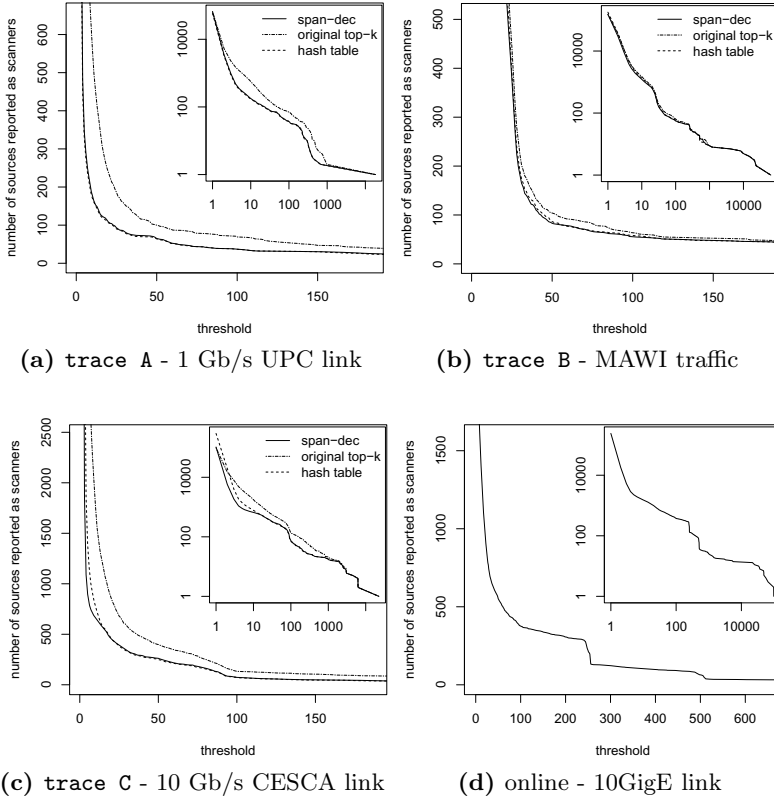 number of sources reported as scanners
600
500
400
300
200
100
0
0 50 100 150
threshold
span−dec
original top−k
hash table
10000
100
1
1 10 100 1000
(a) trace A - 1 Gb/s UPC link
number of sources reported as scanners
500
400
300
200
100
0
0 50 100 150
threshold
span−dec
original top−k
hash table
10000
100
1
1 10 100 10000
(b) trace B - MAWI traffic
number of sources reported as scanners
2500
2000
1500
1000
500
0
0 50 100 150
threshold
span−dec
original top−k
hash table
10000
100
1
1 10 100 1000
(c) trace C - 10 Gb/s CESCA link
number of sources reported as scanners
1500
1000
500
0
0 100 200 300 400 500 600
threshold
10000
100
1
1 100 10000
(d) online - 10GigE link